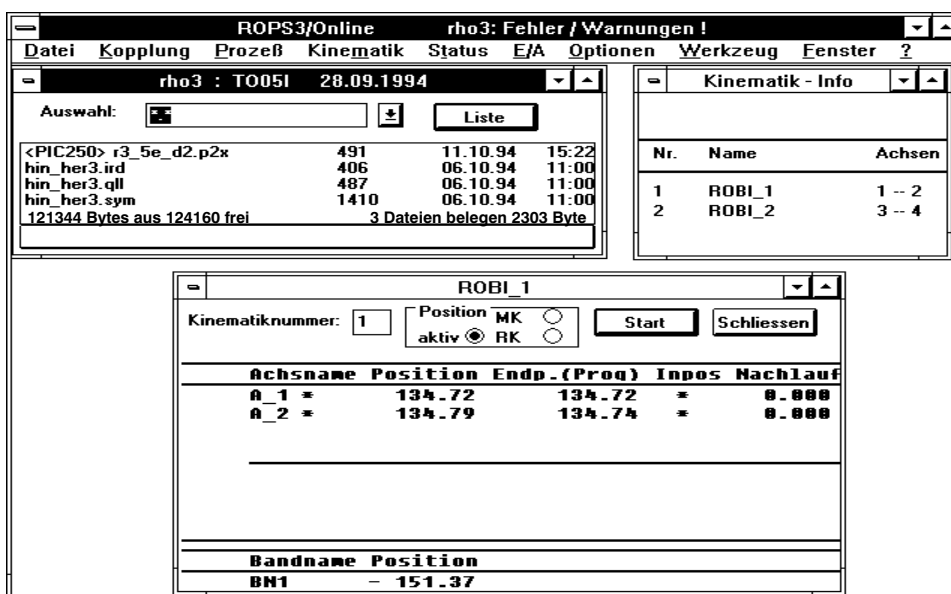 ROPS3/Online rho3: Fehler / Warnungen !
Datei Kopplung Prozeß Kinematik Status E/A Optionen Werkzeug Fenster ?
rho3 : TO05I 28.09.1994
Auswahl: *.* Liste
<PIC250> r3_5e_d2.p2x 491 11.10.94 15:22
hin_her3.ird 406 06.10.94 11:00
hin_her3.qll 487 06.10.94 11:00
hin_her3.sym 1410 06.10.94 11:00
121344 Bytes aus 124160 frei 3 Dateien belegen 2303 Byte
Kinematik - Info
Nr. Name Achsen
1 ROBI_1 1 -- 2
2 ROBI_2 3 -- 4
ROBI_1
Kinematiknummer: 1 Position MK Start Schliessen
aktiv RK
Achsname Position Endp.(Prog) Inpos Nachlauf
A_1 * 134.72 134.72 * 0.000
A_2 * 134.79 134.74 * 0.000
Bandname Position
BN1 - 151.37